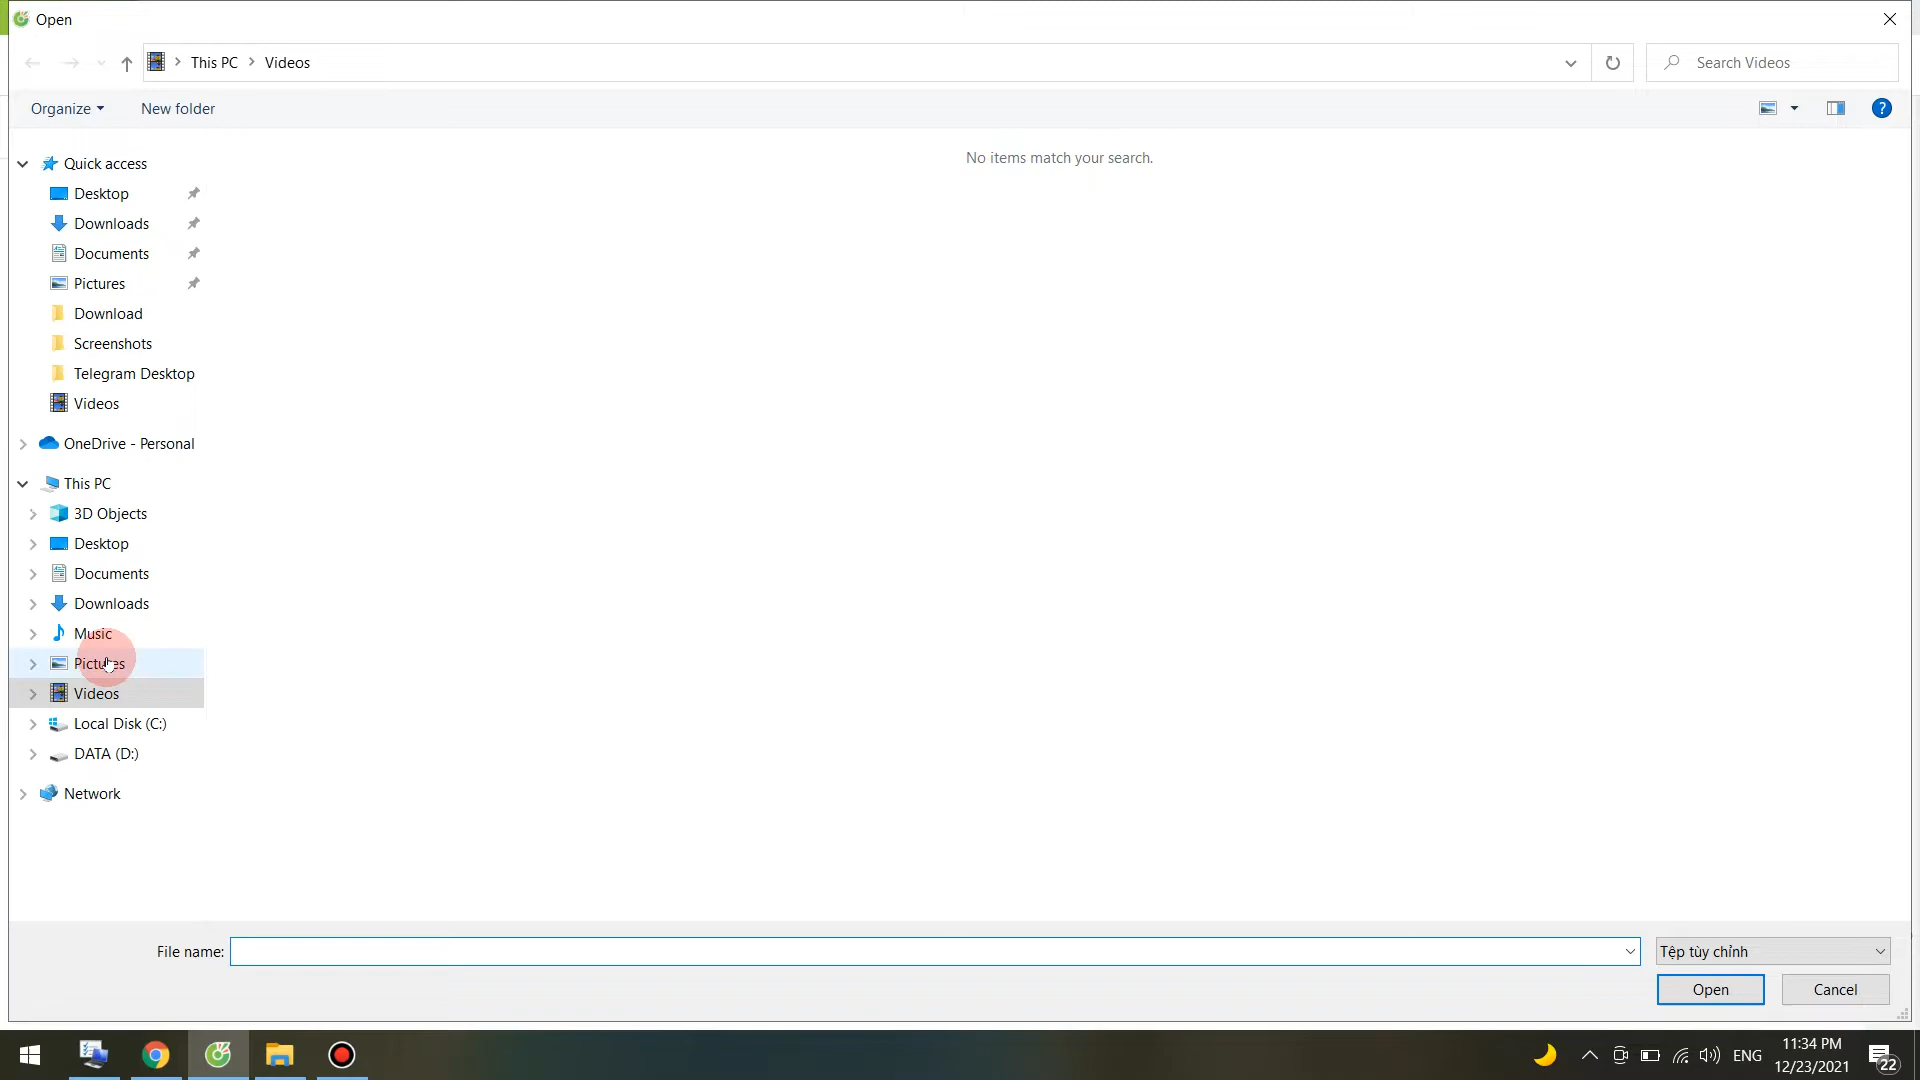 Open
This PC
Videos
Search Videos
Organize
New folder
No items match your search.
Quick access
Desktop
Downloads
Documents
Pictures
Download
Screenshots
Telegram Desktop
Videos
OneDrive - Personal
This PC
3D Objects
Desktop
Documents
Downloads
Music
Pictures
Videos
Local Disk (C:)
DATA (D:)
Network
File name:
Tệp tùy chỉnh
Open
Cancel
ENG
11:34 PM
12/23/2021
22